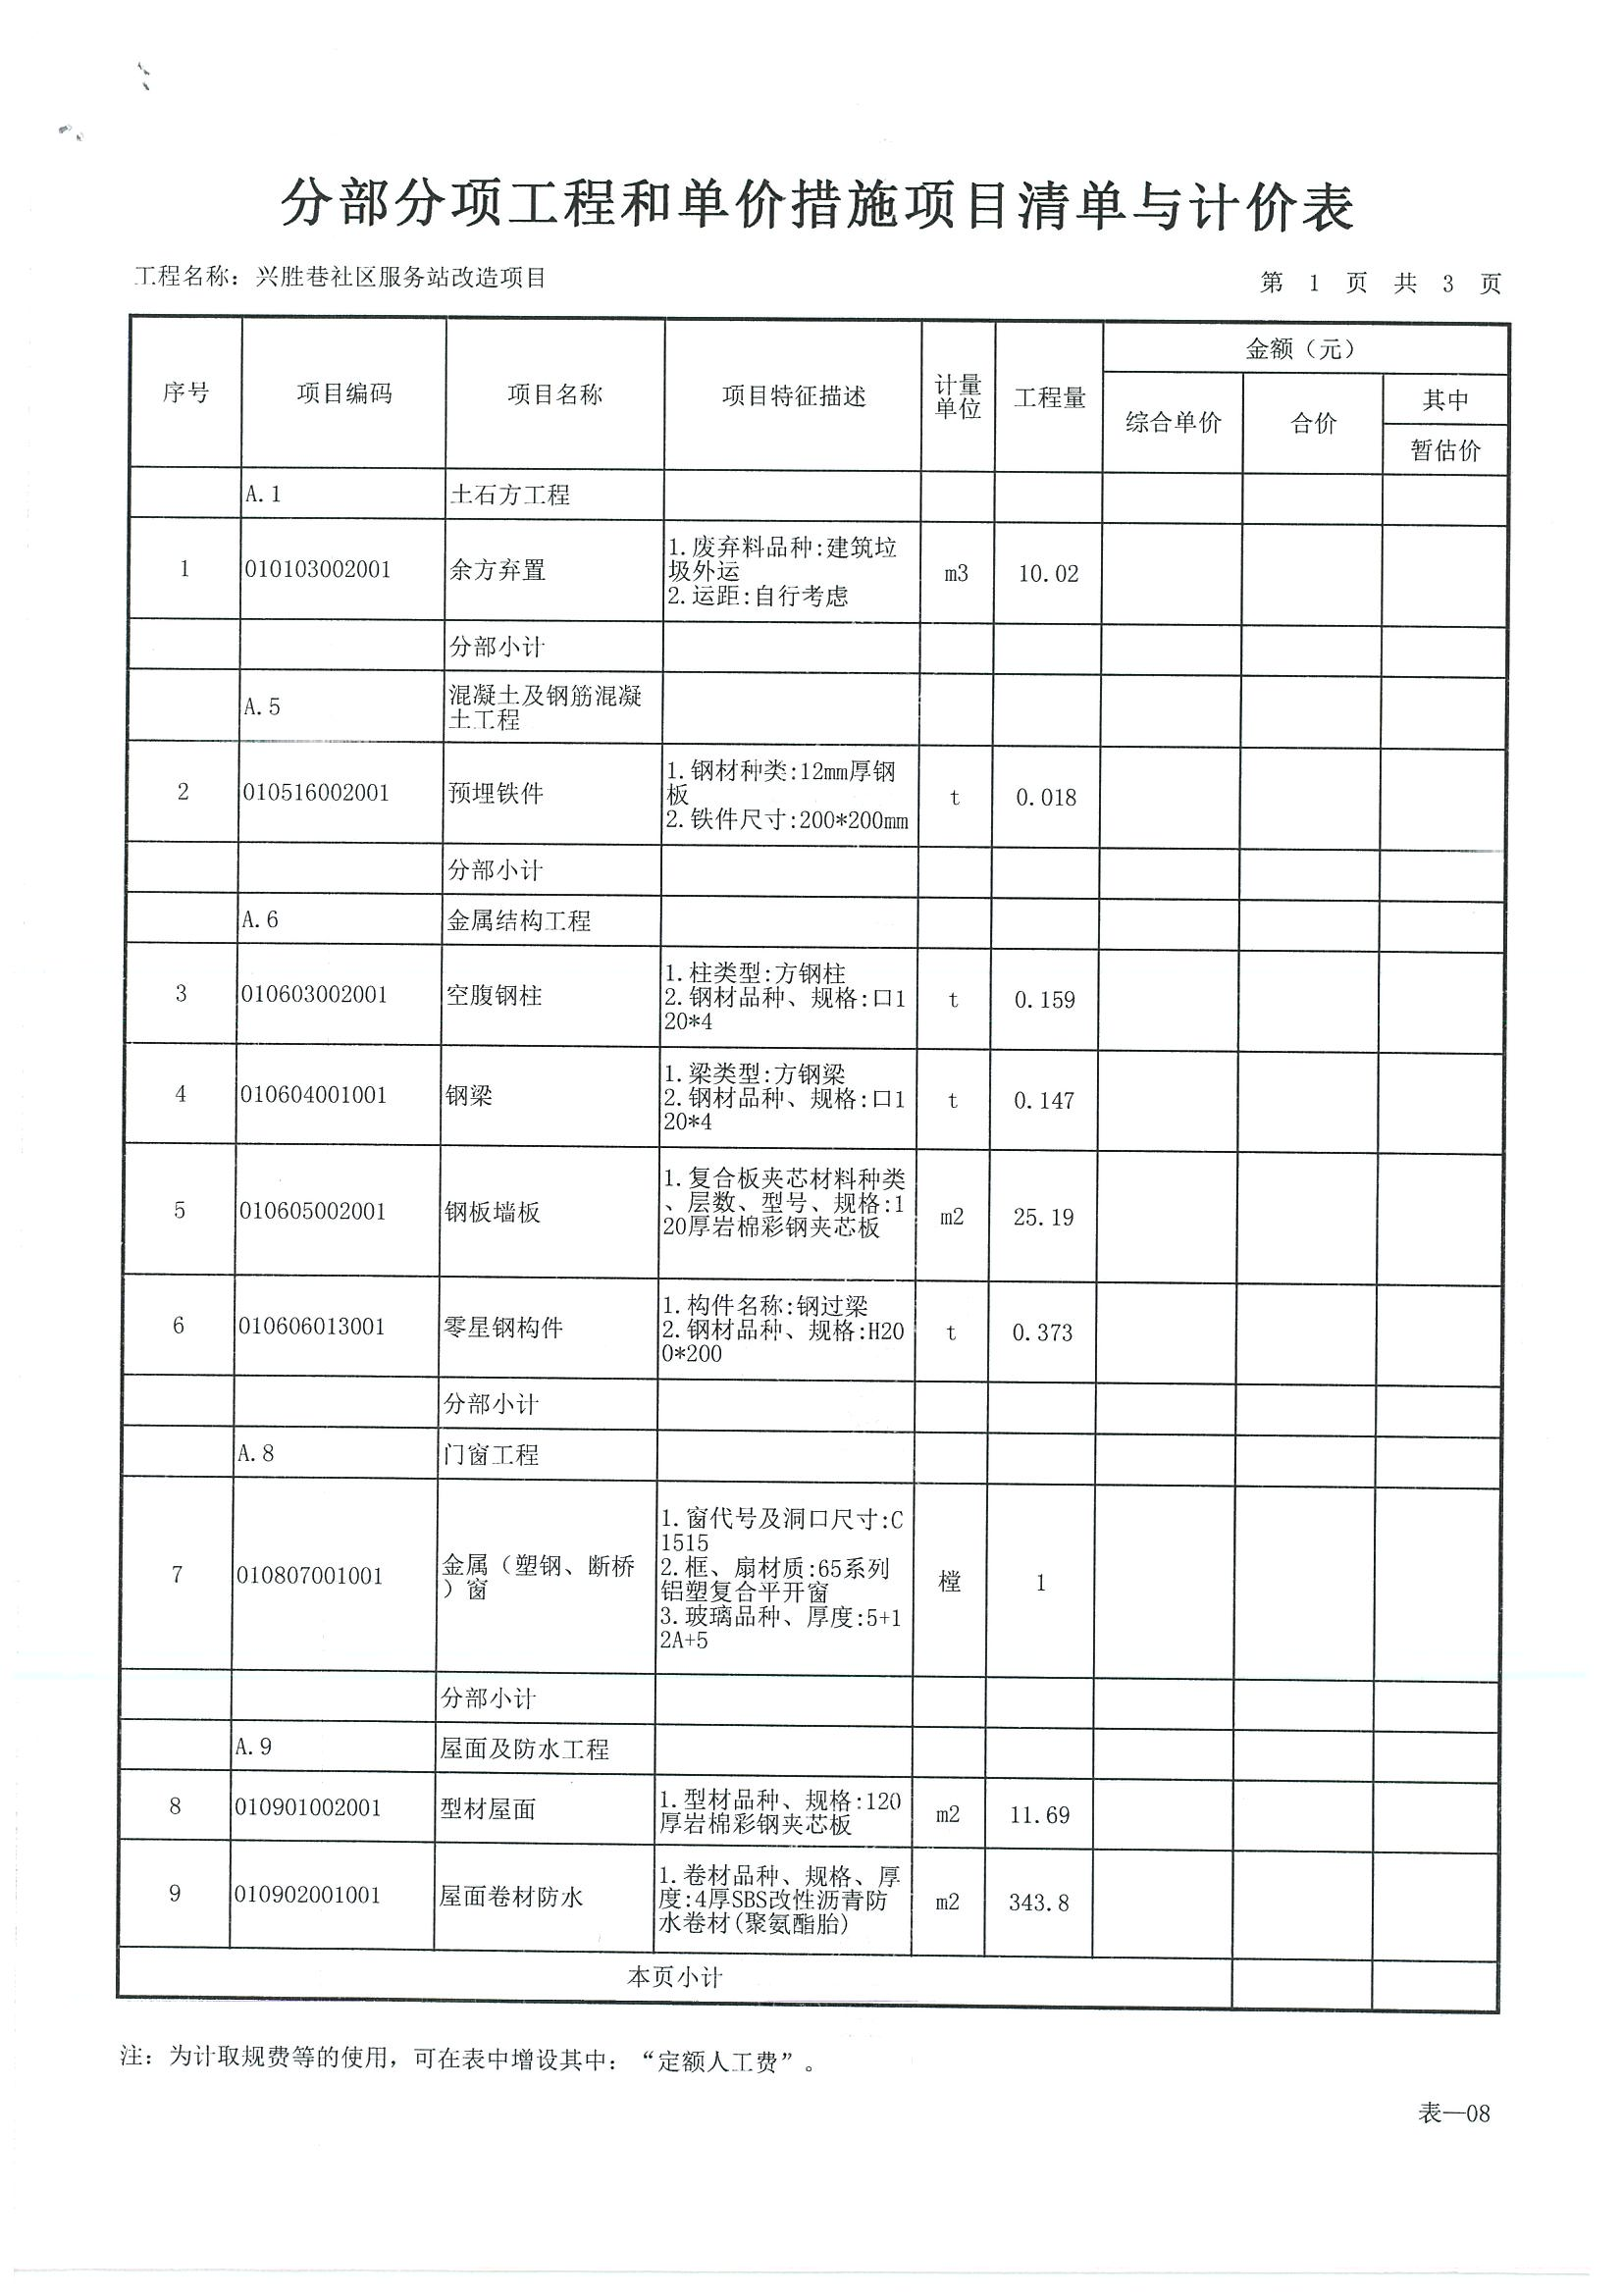 分部分项工程和单价措施项目清单与计价表
工程名称：兴胜巷社区服务站改造项目
第 1 页 共 3 页
序号
项目编码
项目名称
项目特征描述
计量
单位
工程量
金额（元）
综合单价
合价
其中
暂估价
A.1
土石方工程
1
010103002001
余方弃置
1.废弃料品种:建筑垃
圾外运
2.运距:自行考虑
m3
10.02
分部小计
A.5
混凝土及钢筋混凝
土工程
2
010516002001
预埋铁件
1.钢材种类:12mm厚钢
板
2.铁件尺寸:200*200mm
t
0.018
分部小计
A.6
金属结构工程
3
010603002001
空腹钢柱
1.柱类型:方钢柱
2.钢材品种、规格:口1
20*4
t
0.159
4
010604001001
钢梁
1.梁类型:方钢梁
2.钢材品种、规格:口1
20*4
t
0.147
5
010605002001
钢板墙板
1.复合板夹芯材料种类
、层数、型号、规格:1
20厚岩棉彩钢夹芯板
m2
25.19
6
010606013001
零星钢构件
1.构件名称:钢过梁
2.钢材品种、规格:H20
0*200
t
0.373
分部小计
A.8
门窗工程
7
010807001001
金属（塑钢、断桥
）窗
1.窗代号及洞口尺寸:C
1515
2.框、扇材质:65系列
铝塑复合平开窗
3.玻璃品种、厚度:5+1
2A+5
樘
1
分部小计
A.9
屋面及防水工程
8
010901002001
型材屋面
1.型材品种、规格:120
厚岩棉彩钢夹芯板
m2
11.69
9
010902001001
屋面卷材防水
1.卷材品种、规格、厚
度:4厚SBS改性沥青防
水卷材(聚氨酯胎)
m2
343.8
本页小计
注：为计取规费等的使用，可在表中增设其中：“定额人工费”。
表—08